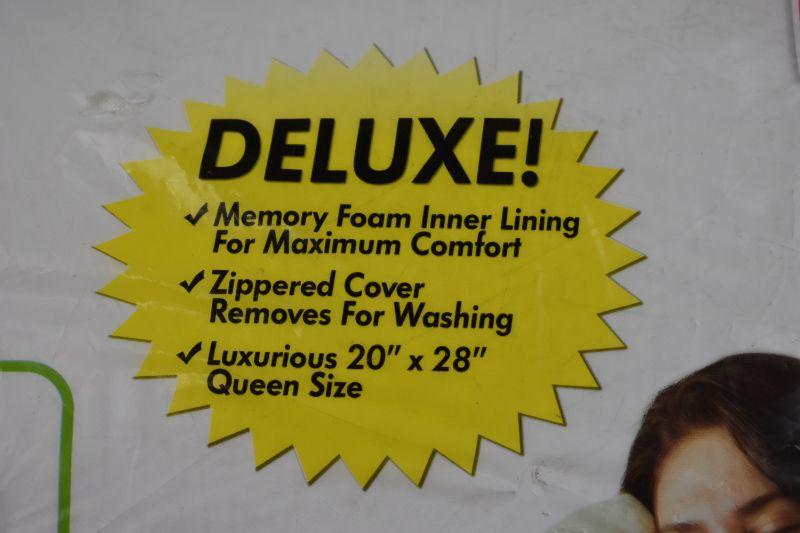 DELUXE!
✓ Memory Foam Inner Lining
For Maximum Comfort
✓ Zippered Cover
Removes For Washing
✓ Luxurious 20" x 28"
Queen Size